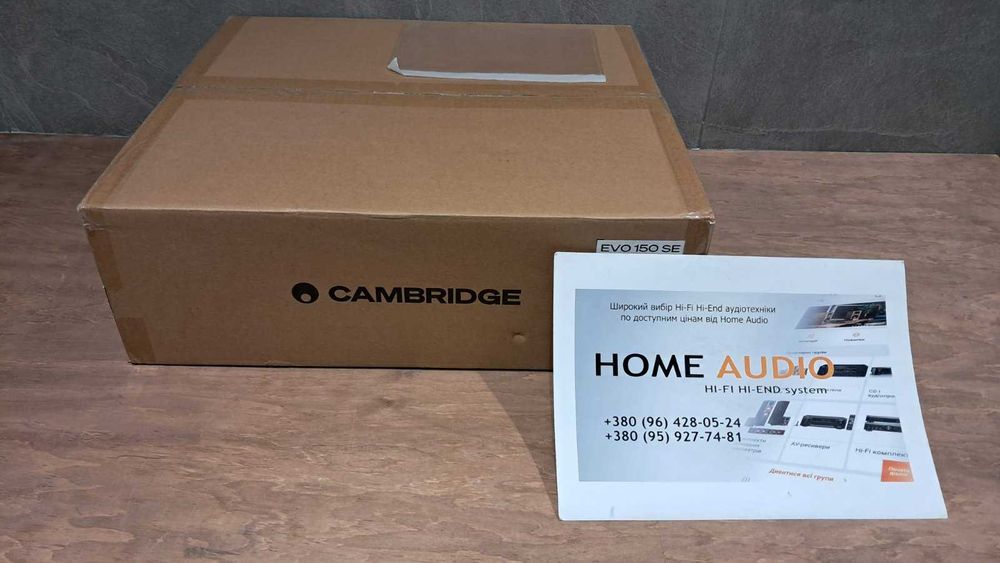 EVO 150 SE
CAMBRIDGE
Широкий вибір Hi-Fi Hi-End аудіотехніки
по доступним цінам від Home Audio
HOME AUDIO
HI-FI HI-END system
+380 (96) 428-05-24
+380 (95) 927-74-81
AV-ресивери
Hi-Fi комплекти
Дивитися всі групи